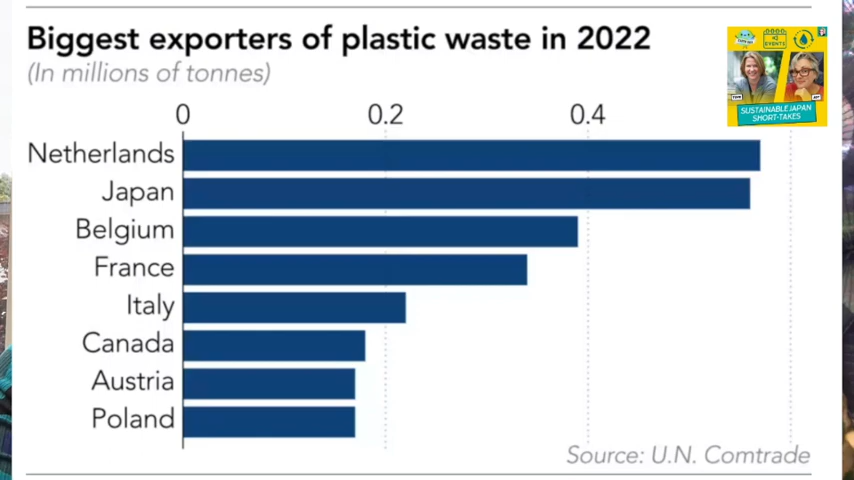 Biggest exporters of plastic waste in 2022
(In millions of tonnes)
0 0.2 0.4
Netherlands
Japan
Belgium
France
Italy
Canada
Austria
Poland
Source: U.N. Comtrade
EVENTS
SUSTAINABLE JAPAN
SHORT-TAKES